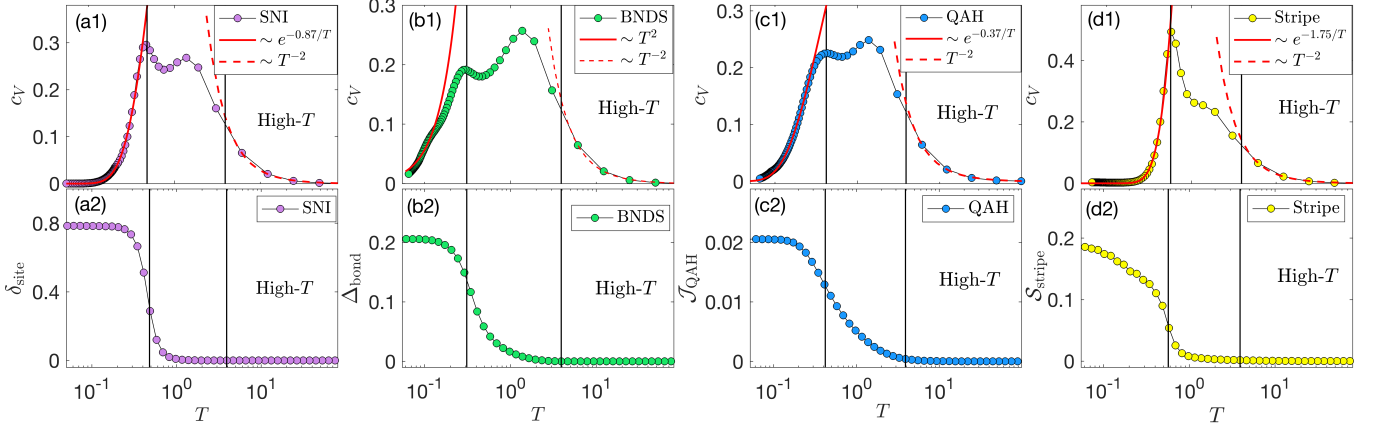 (a1)
SNI
∼ e^{-0.87/T}
∼ T^{-2}
High-T
c_V
0.3
0.2
0.1
0
(b1)
BNDS
∼ T^2
∼ T^{-2}
High-T
c_V
0.3
0.2
0.1
0
(c1)
QAH
∼ e^{-0.37/T}
∼ T^{-2}
High-T
c_V
0.3
0.2
0.1
0
(d1)
Stripe
∼ e^{-1.75/T}
∼ T^{-2}
High-T
c_V
0.4
0.2
0
(a2)
SNI
High-T
δ_site
0.8
0.4
0
10^{-1} 10^0 10^1
T
(b2)
BNDS
High-T
Δ_bond
0.2
0.1
0
10^{-1} 10^0 10^1
T
(c2)
QAH
High-T
𝒥_QAH
0.02
0.01
0
10^{-1} 10^0 10^1
T
(d2)
Stripe
High-T
𝒮_stripe
0.2
0.1
0
10^{-1} 10^0 10^1
T